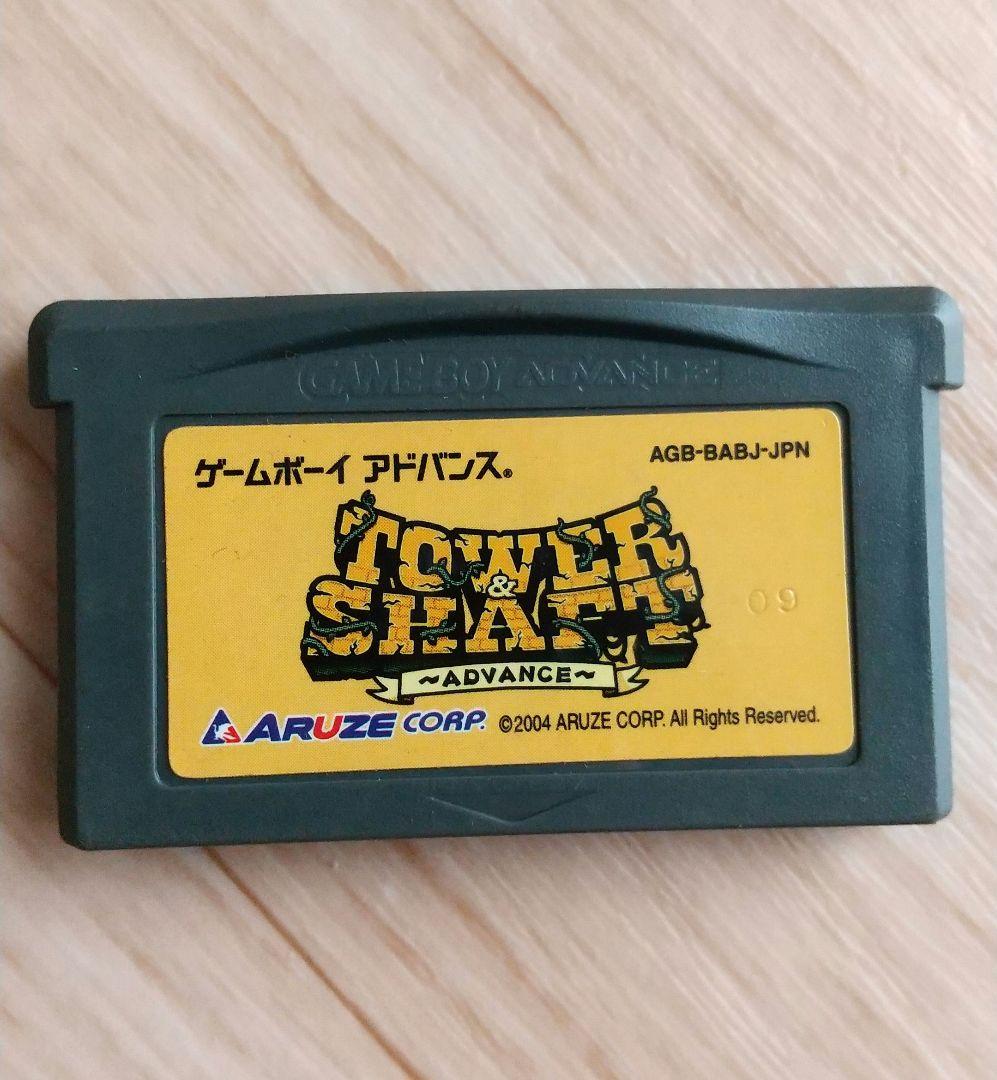 GAME BOY ADVANCE
ゲームボーイ アドバンス®
AGB-BABJ-JPN
TOWER
&
SHAFT
~ADVANCE~
09
ARUZE CORP.
©2004 ARUZE CORP. All Rights Reserved.